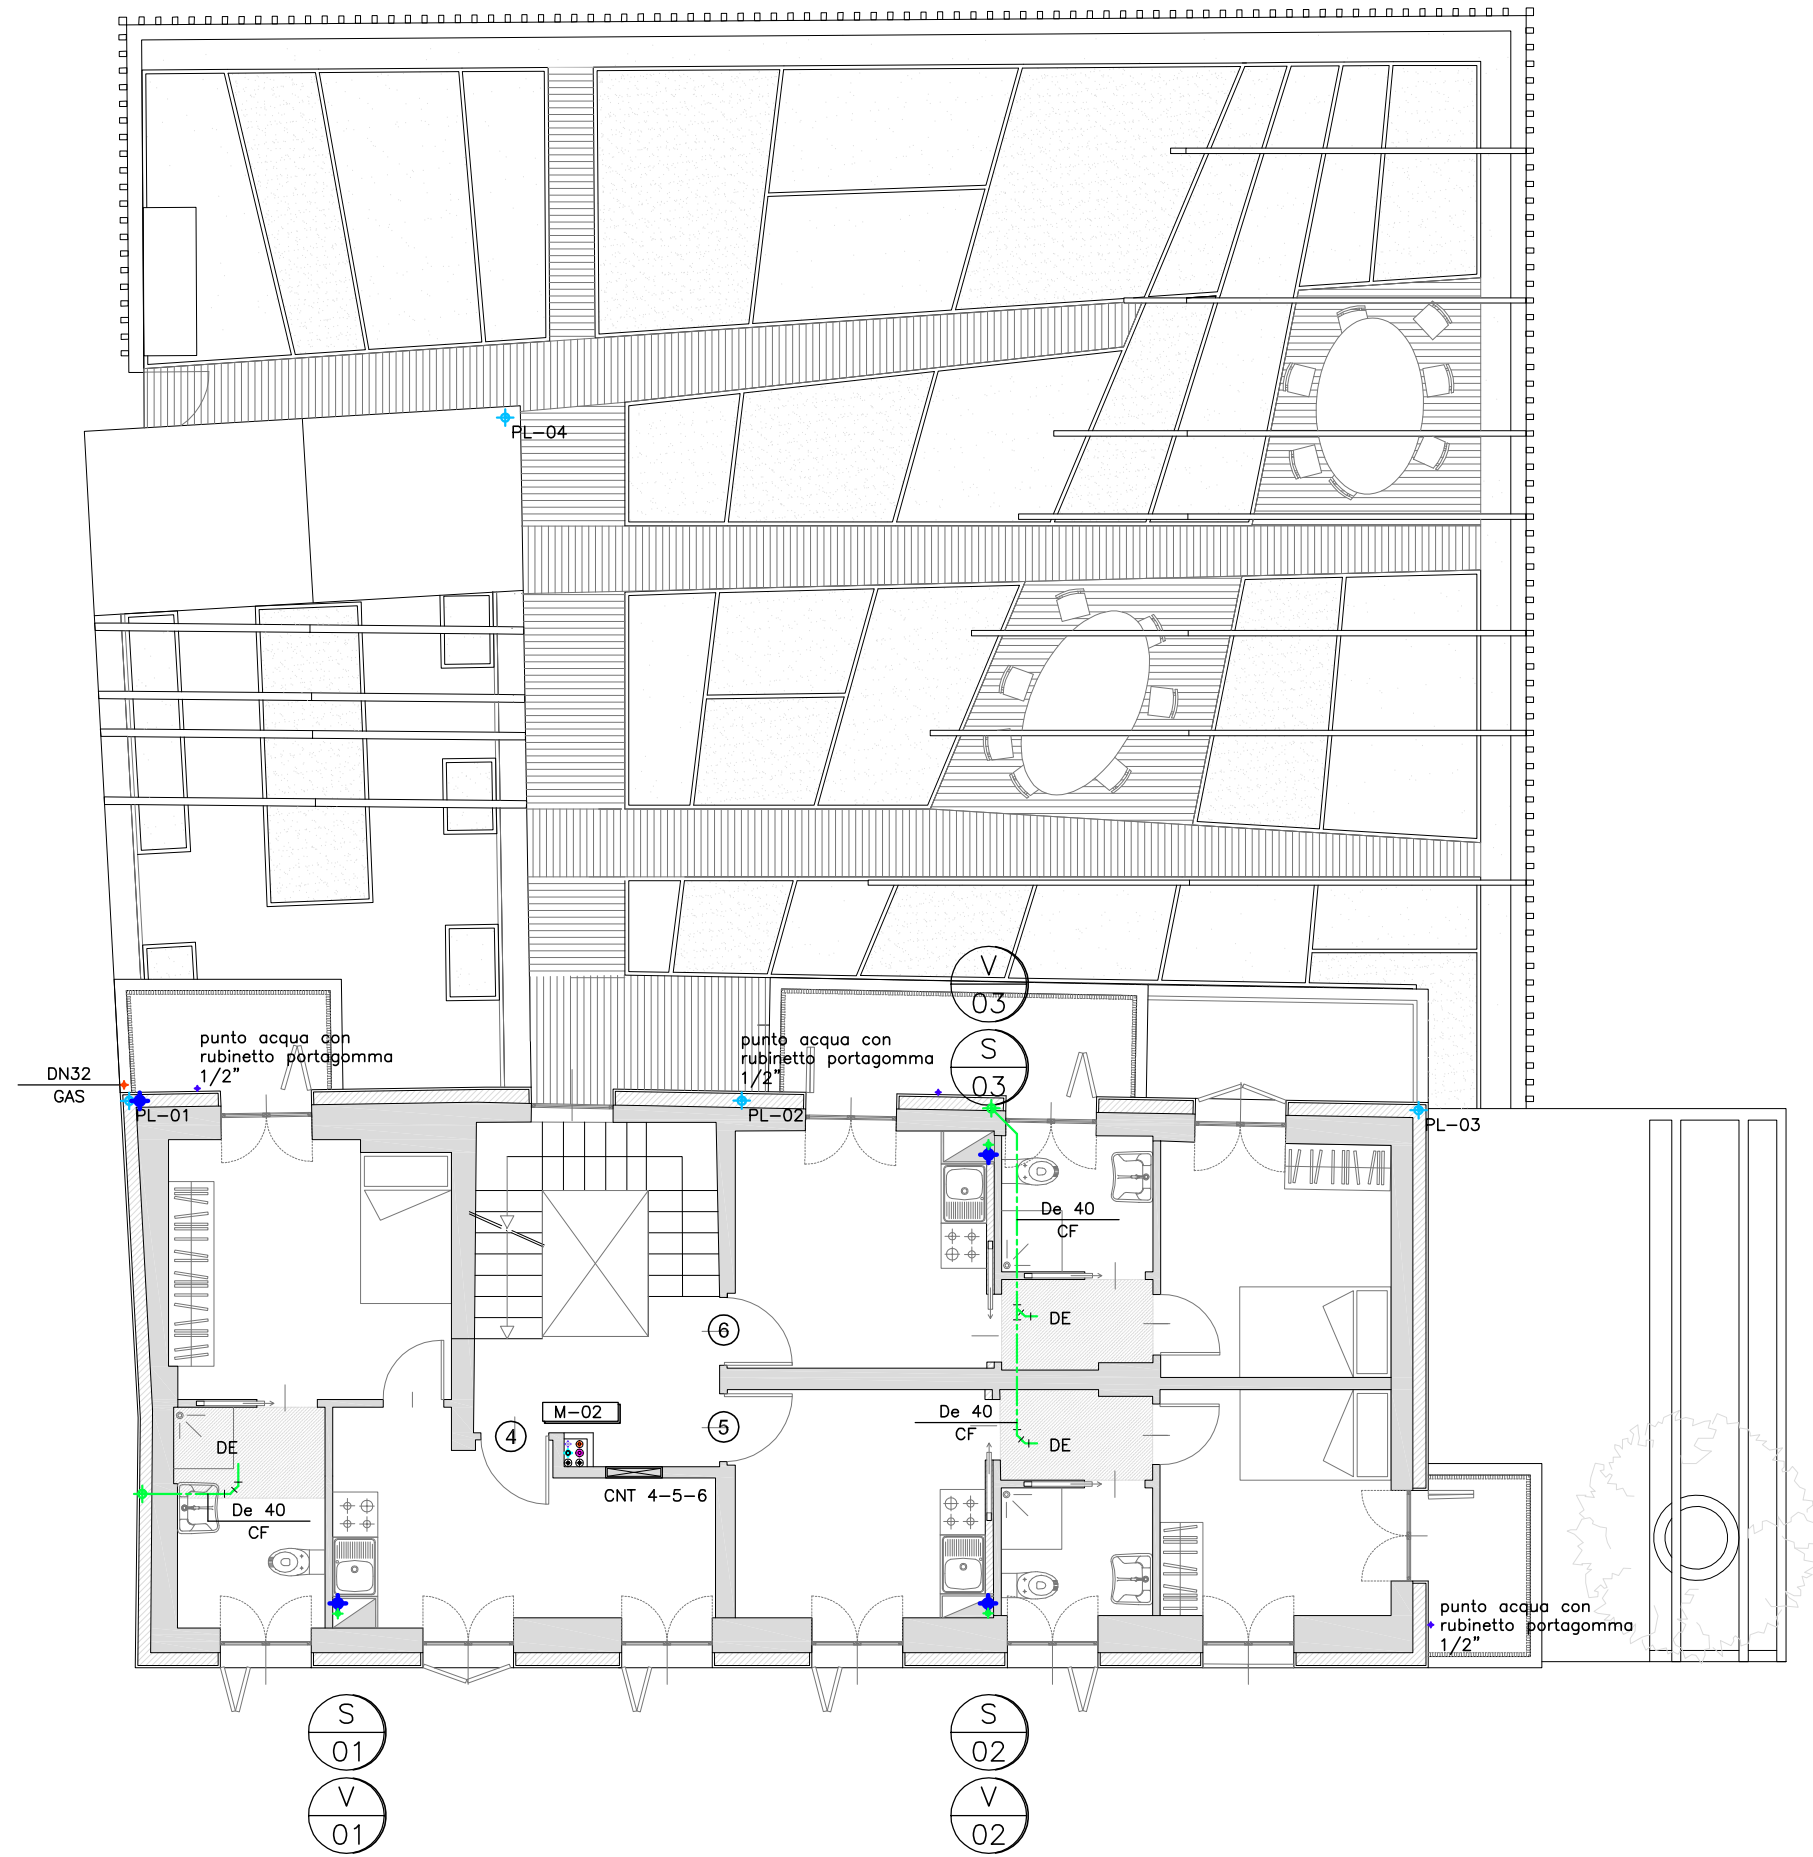 PL-04
V
03
S
03
punto acqua con
rubinetto portagomma
1/2"
punto acqua con
rubinetto portagomma
1/2"
DN32
GAS
PL-01
PL-02
PL-03
De 40
CF
DE
6
M-02
4
5
De 40
CF
DE
DE
De 40
CF
CNT 4-5-6
punto acqua con
rubinetto portagomma
1/2"
S
01
S
02
V
01
V
02